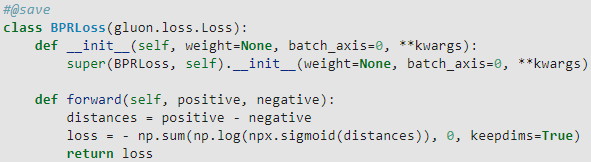 #@save
class BPRLoss(gluon.loss.Loss):
    def __init__(self, weight=None, batch_axis=0, **kwargs):
        super(BPRLoss, self).__init__(weight=None, batch_axis=0, **kwargs)
    def forward(self, positive, negative):
        distances = positive - negative
        loss = - np.sum(np.log(npx.sigmoid(distances)), 0, keepdims=True)
        return loss